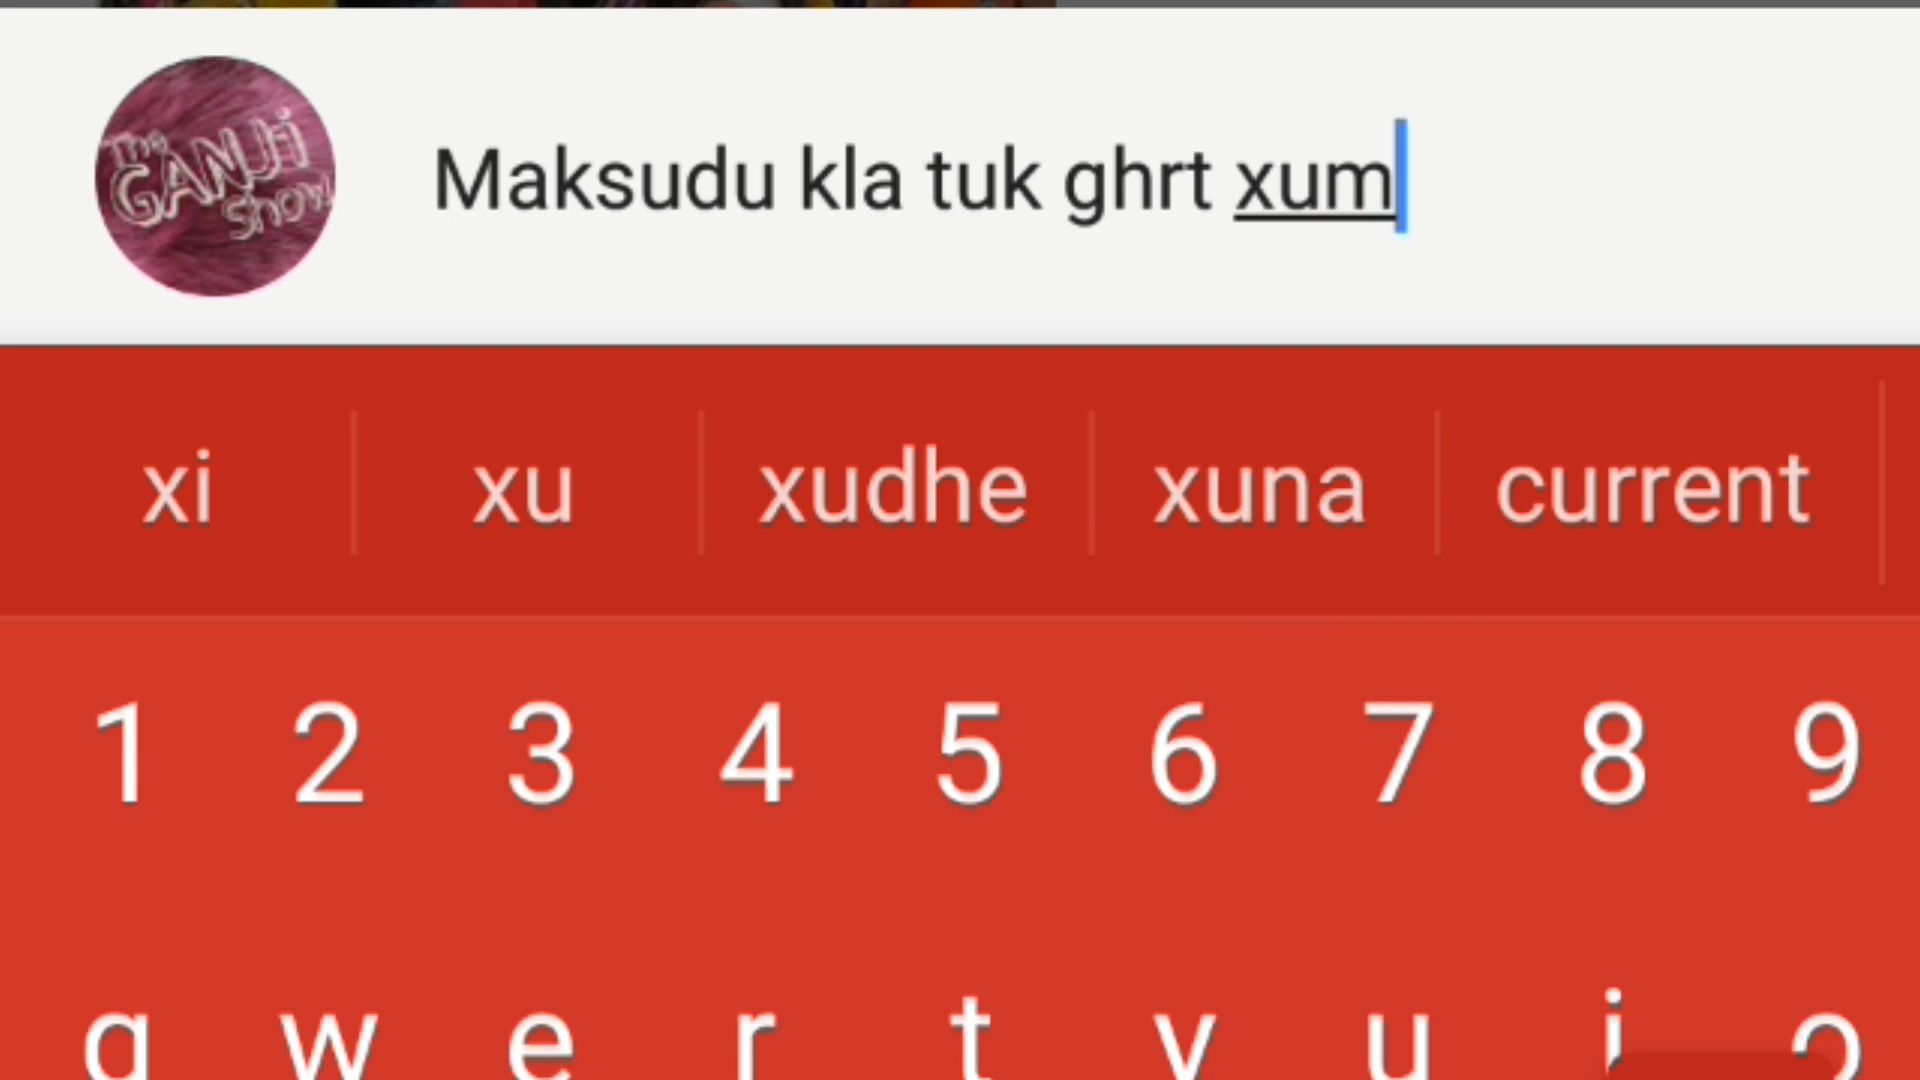 The
GANJi
Show!
Maksudu kla tuk ghrt xum
xi xu xudhe xuna current
1 2 3 4 5 6 7 8 9
q w e r t y u i o